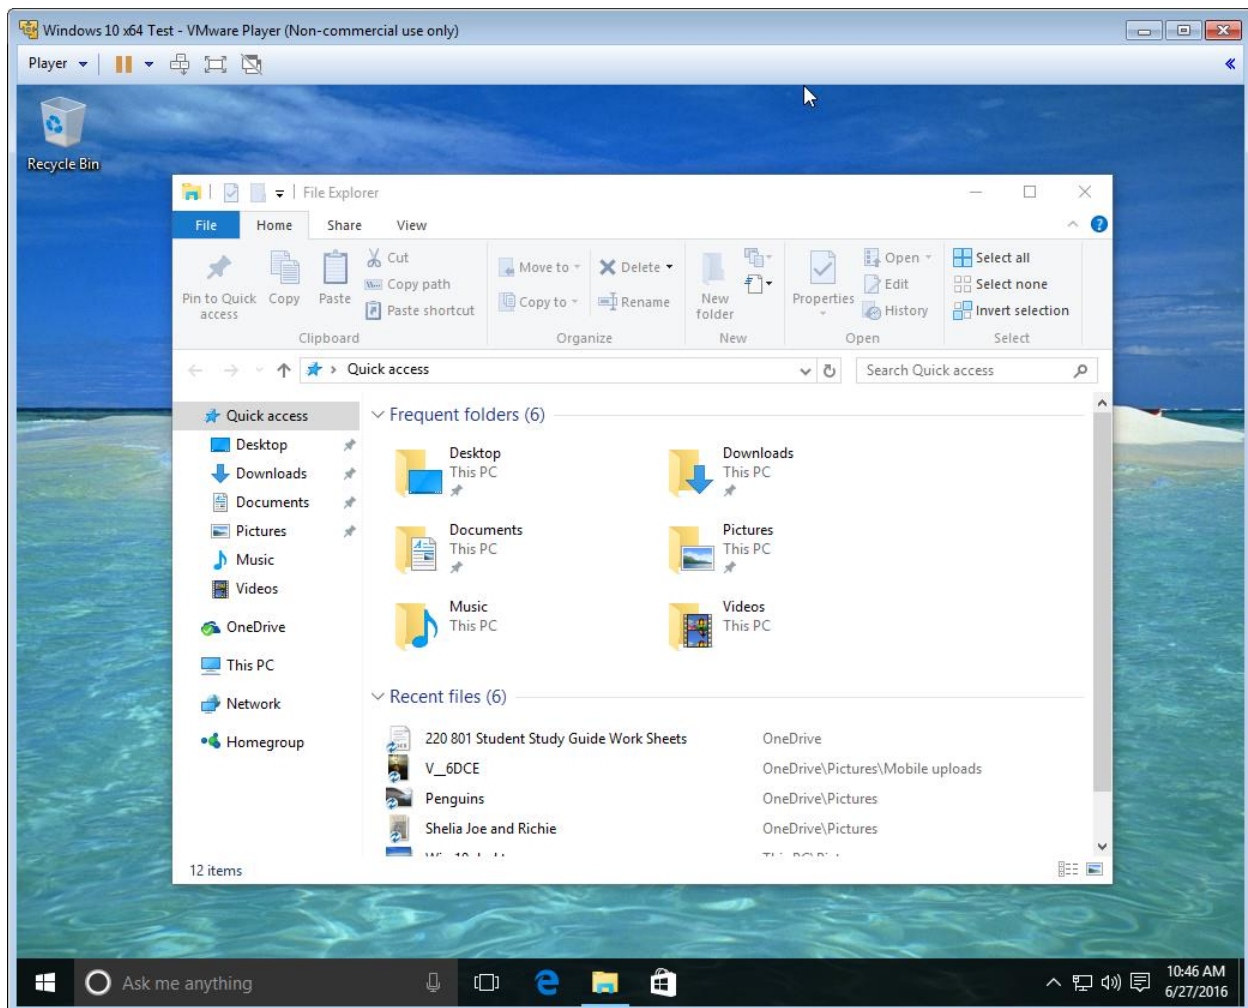 Windows 10 x64 Test - VMware Player (Non-commercial use only)
Player
Recycle Bin
File Explorer
File Home Share View
Pin to Quick access
Copy
Paste
Cut
Copy path
Paste shortcut
Clipboard
Move to
Copy to
Delete
Rename
Organize
New folder
New
Properties
Open
Edit
History
Open
Select all
Select none
Invert selection
Select
Quick access
Search Quick access
Quick access
Desktop
Downloads
Documents
Pictures
Music
Videos
OneDrive
This PC
Network
Homegroup
Frequent folders (6)
Desktop
This PC
Downloads
This PC
Documents
This PC
Pictures
This PC
Music
This PC
Videos
This PC
Recent files (6)
220 801 Student Study Guide Work Sheets OneDrive
V__6DCE OneDrive\Pictures\Mobile uploads
Penguins OneDrive\Pictures
Shelia Joe and Richie OneDrive\Pictures
12 items
Ask me anything
10:46 AM
6/27/2016